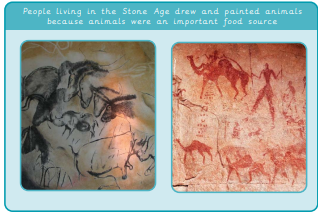 People living in the Stone Age drew and painted animals
because animals were an important food source